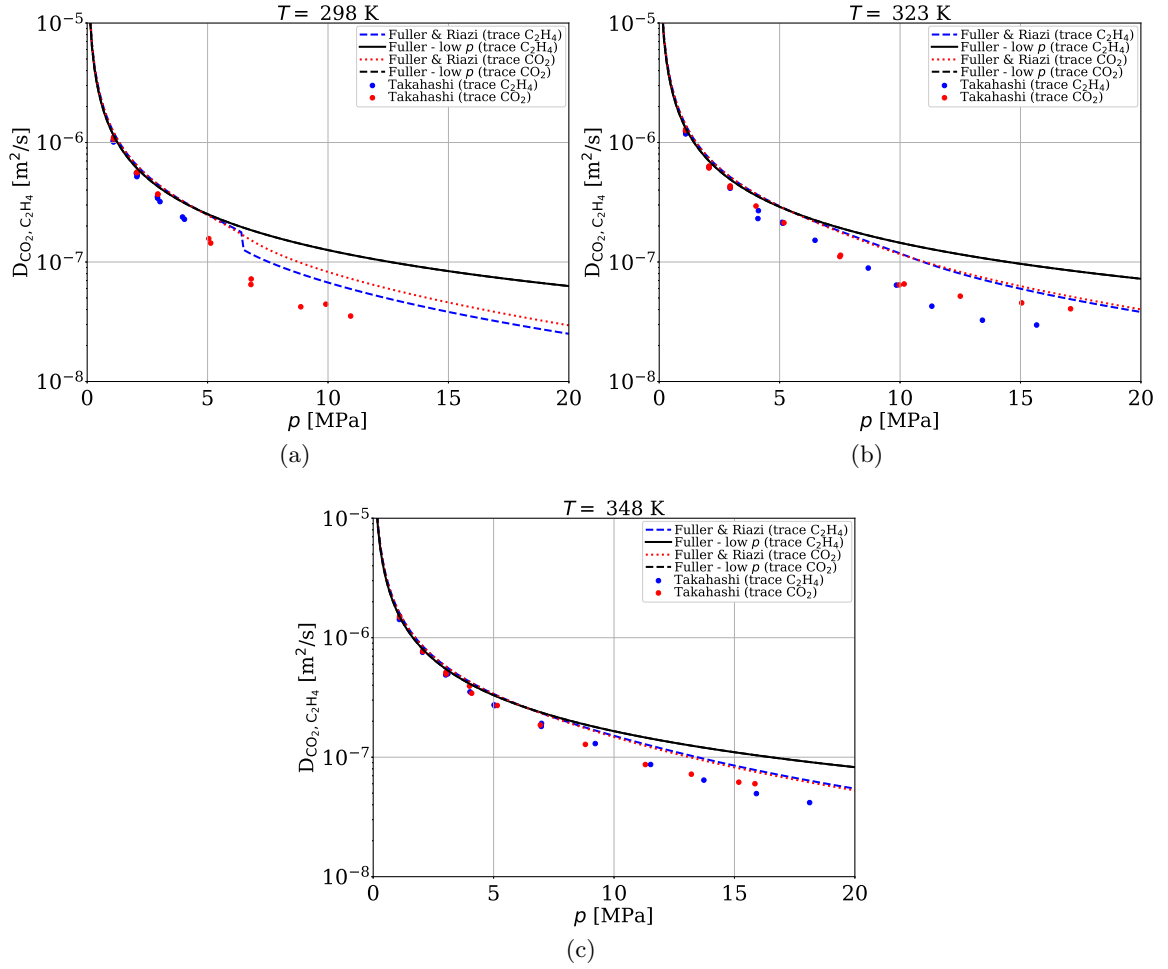 T = 298 K
D_CO₂, C₂H₄ [m²/s]
10⁻⁵
10⁻⁶
10⁻⁷
10⁻⁸
Fuller & Riazi (trace C₂H₄)
Fuller - low p (trace C₂H₄)
Fuller & Riazi (trace CO₂)
Fuller - low p (trace CO₂)
Takahashi (trace C₂H₄)
Takahashi (trace CO₂)
0 5 10 15 20
p [MPa]
(a)
T = 323 K
D_CO₂, C₂H₄ [m²/s]
10⁻⁵
10⁻⁶
10⁻⁷
10⁻⁸
Fuller & Riazi (trace C₂H₄)
Fuller - low p (trace C₂H₄)
Fuller & Riazi (trace CO₂)
Fuller - low p (trace CO₂)
Takahashi (trace C₂H₄)
Takahashi (trace CO₂)
0 5 10 15 20
p [MPa]
(b)
T = 348 K
D_CO₂, C₂H₄ [m²/s]
10⁻⁵
10⁻⁶
10⁻⁷
10⁻⁸
Fuller & Riazi (trace C₂H₄)
Fuller - low p (trace C₂H₄)
Fuller & Riazi (trace CO₂)
Fuller - low p (trace CO₂)
Takahashi (trace C₂H₄)
Takahashi (trace CO₂)
0 5 10 15 20
p [MPa]
(c)